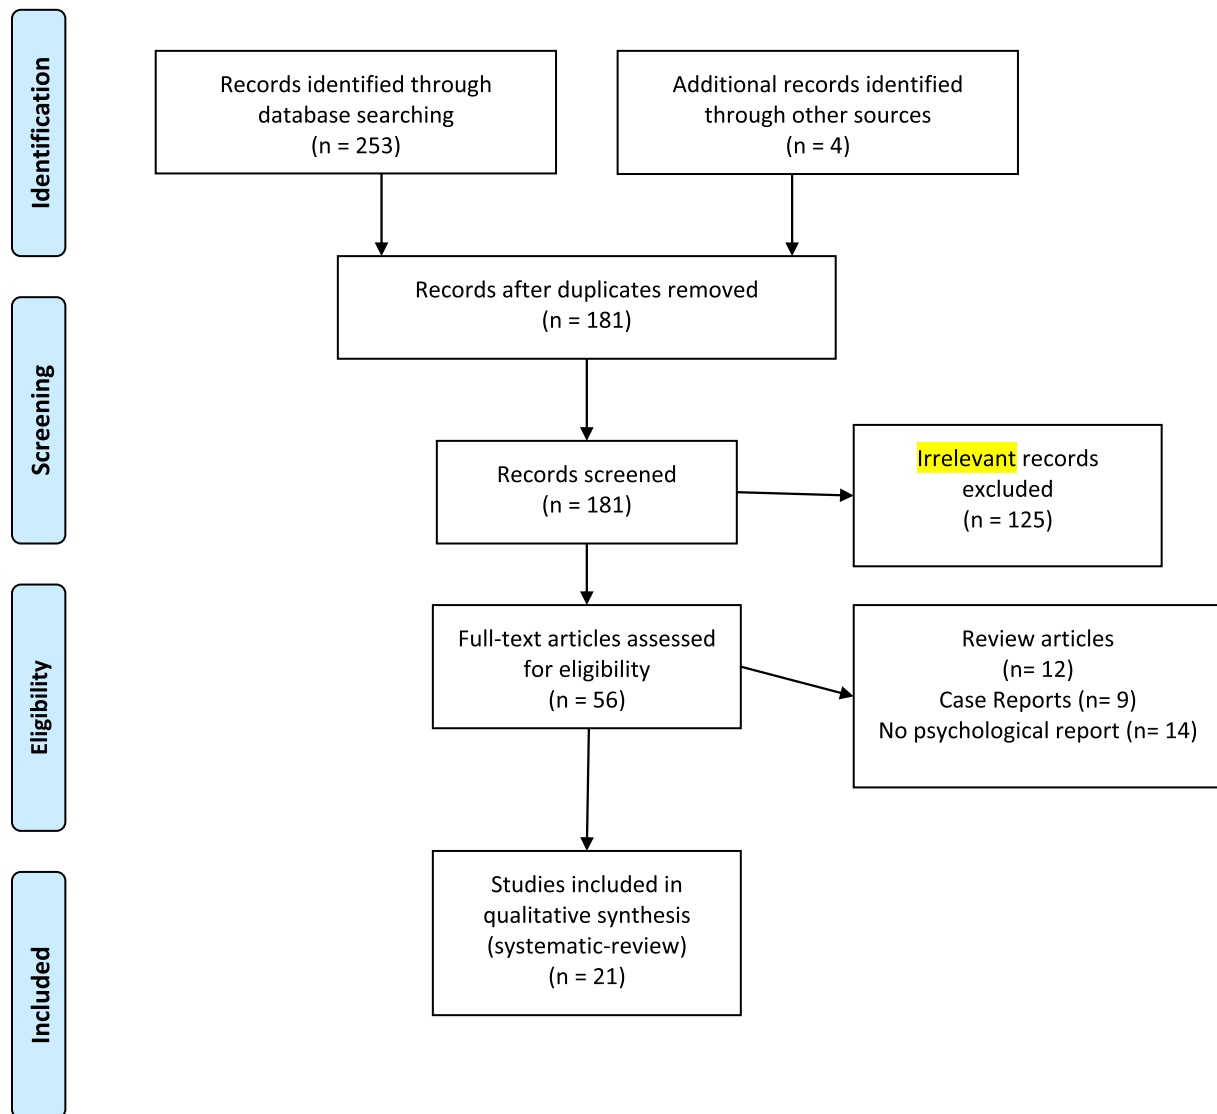 Identification
Records identified through
database searching
(n = 253)
Additional records identified
through other sources
(n = 4)
Records after duplicates removed
(n = 181)
Screening
Records screened
(n = 181)
Irrelevant records
excluded
(n = 125)
Eligibility
Full-text articles assessed
for eligibility
(n = 56)
Review articles
(n= 12)
Case Reports (n= 9)
No psychological report (n= 14)
Included
Studies included in
qualitative synthesis
(systematic-review)
(n = 21)